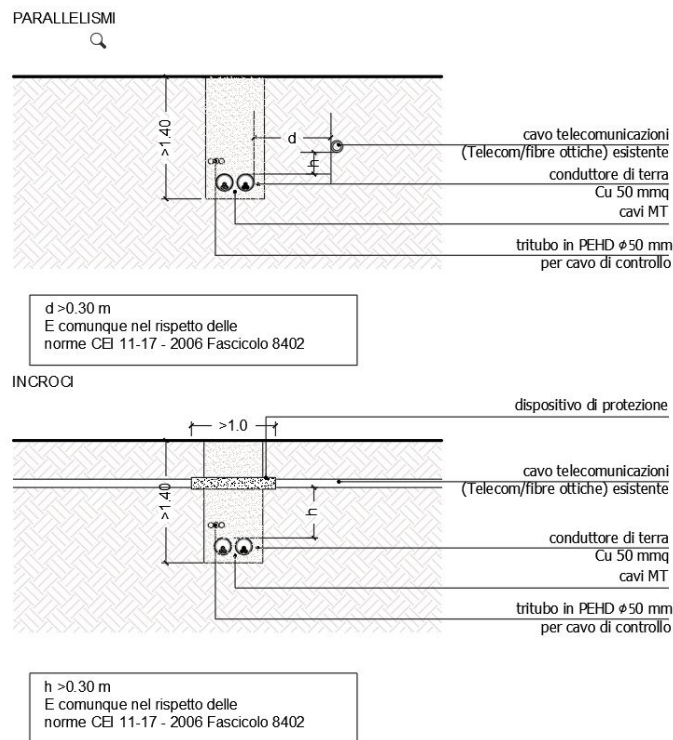 PARALLELISMI
>1.40
d
h
cavo telecomunicazioni
(Telecom/fibre ottiche) esistente
conduttore di terra
Cu 50 mmq
cavi MT
tritubo in PEHD ⌀50 mm
per cavo di controllo
d >0.30 m
E comunque nel rispetto delle
norme CEI 11-17 - 2006 Fascicolo 8402
INCROCI
dispositivo di protezione
>1.0
cavo telecomunicazioni
(Telecom/fibre ottiche) esistente
>1.40
h
conduttore di terra
Cu 50 mmq
cavi MT
tritubo in PEHD ⌀50 mm
per cavo di controllo
h >0.30 m
E comunque nel rispetto delle
norme CEI 11-17 - 2006 Fascicolo 8402